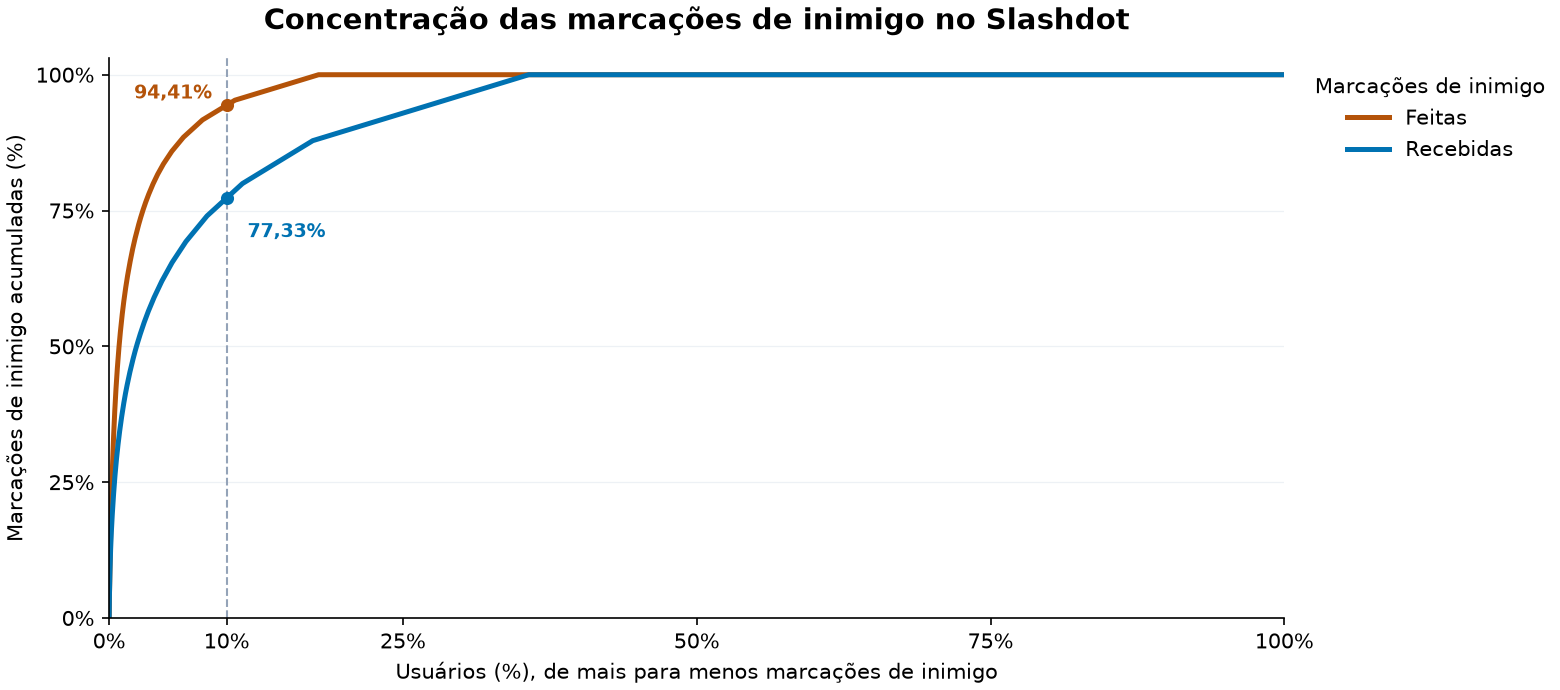 Concentração das marcações de inimigo no Slashdot
Marcações de inimigo acumuladas (%)
100%
75%
50%
25%
0%
94,41%
77,33%
0%
10%
25%
50%
75%
100%
Usuários (%), de mais para menos marcações de inimigo
Marcações de inimigo
Feitas
Recebidas